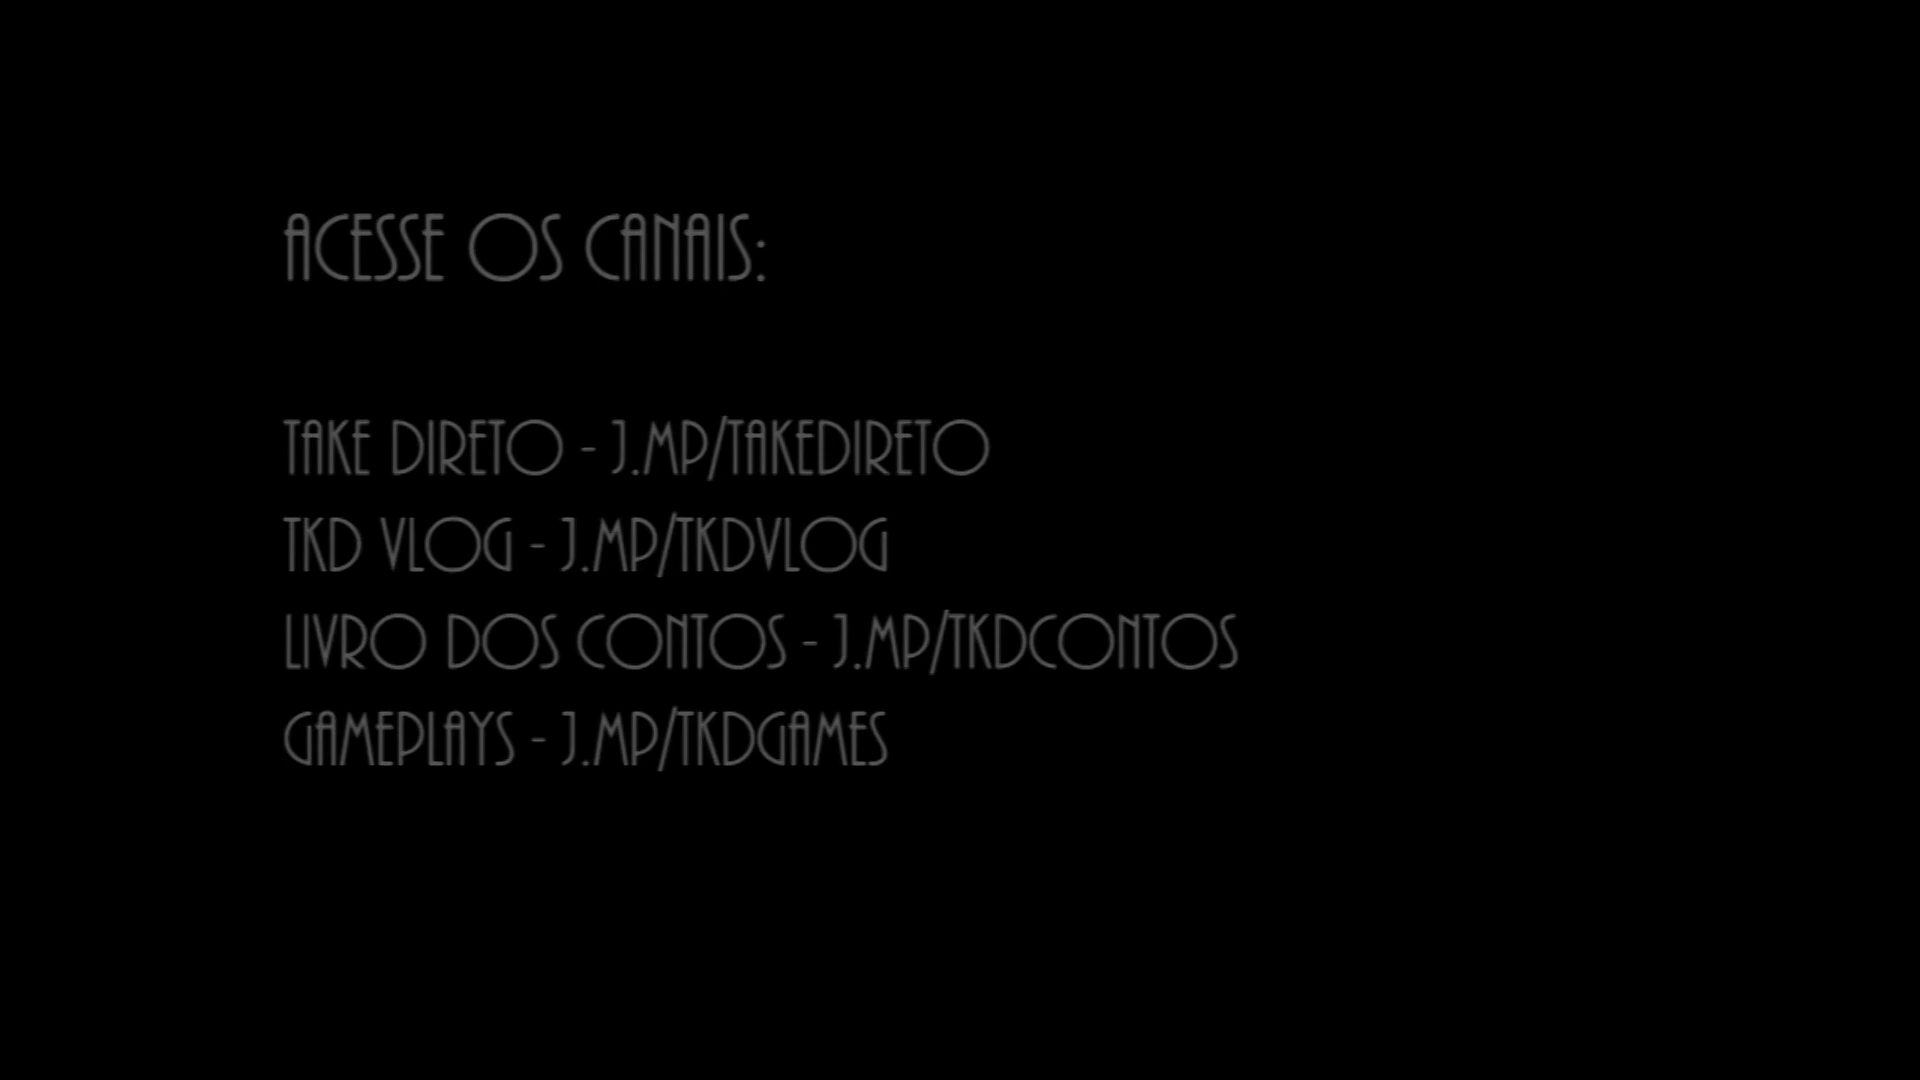 ACESSE OS CANAIS:
TAKE DIRETO - J.MP/TAKEDIRETO
TKD VLOG - J.MP/TKDVLOG
LIVRO DOS CONTOS - J.MP/TKDCONTOS
GAMEPLAYS - J.MP/TKDGAMES